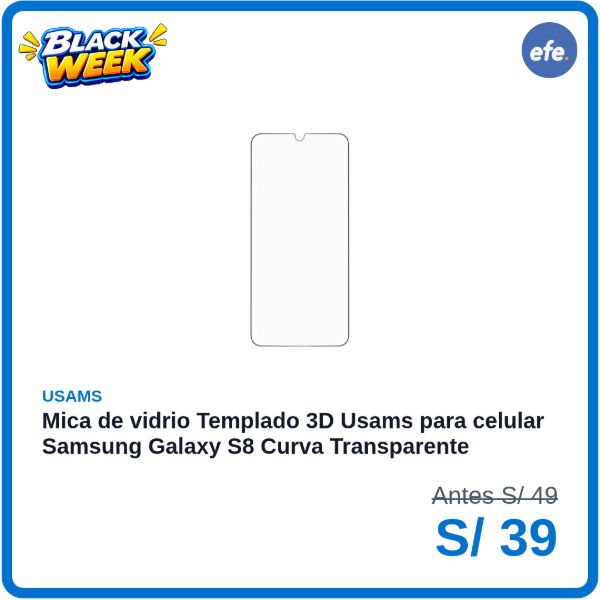 BLACK
WEEK
efe.
USAMS
Mica de vidrio Templado 3D Usams para celular
Samsung Galaxy S8 Curva Transparente
Antes S/ 49
S/ 39